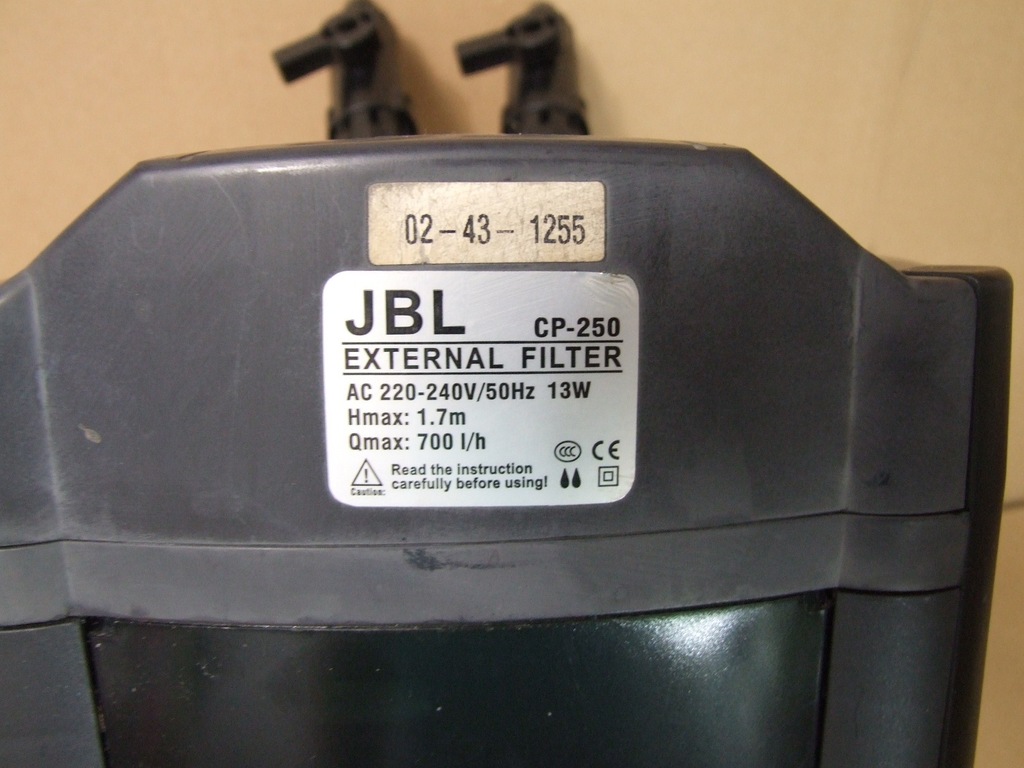 02-43-1255
JBL CP-250
EXTERNAL FILTER
AC 220-240V/50Hz 13W
Hmax: 1.7m
Qmax: 700 l/h
CCC CE
Read the instruction
carefully before using!
Caution: